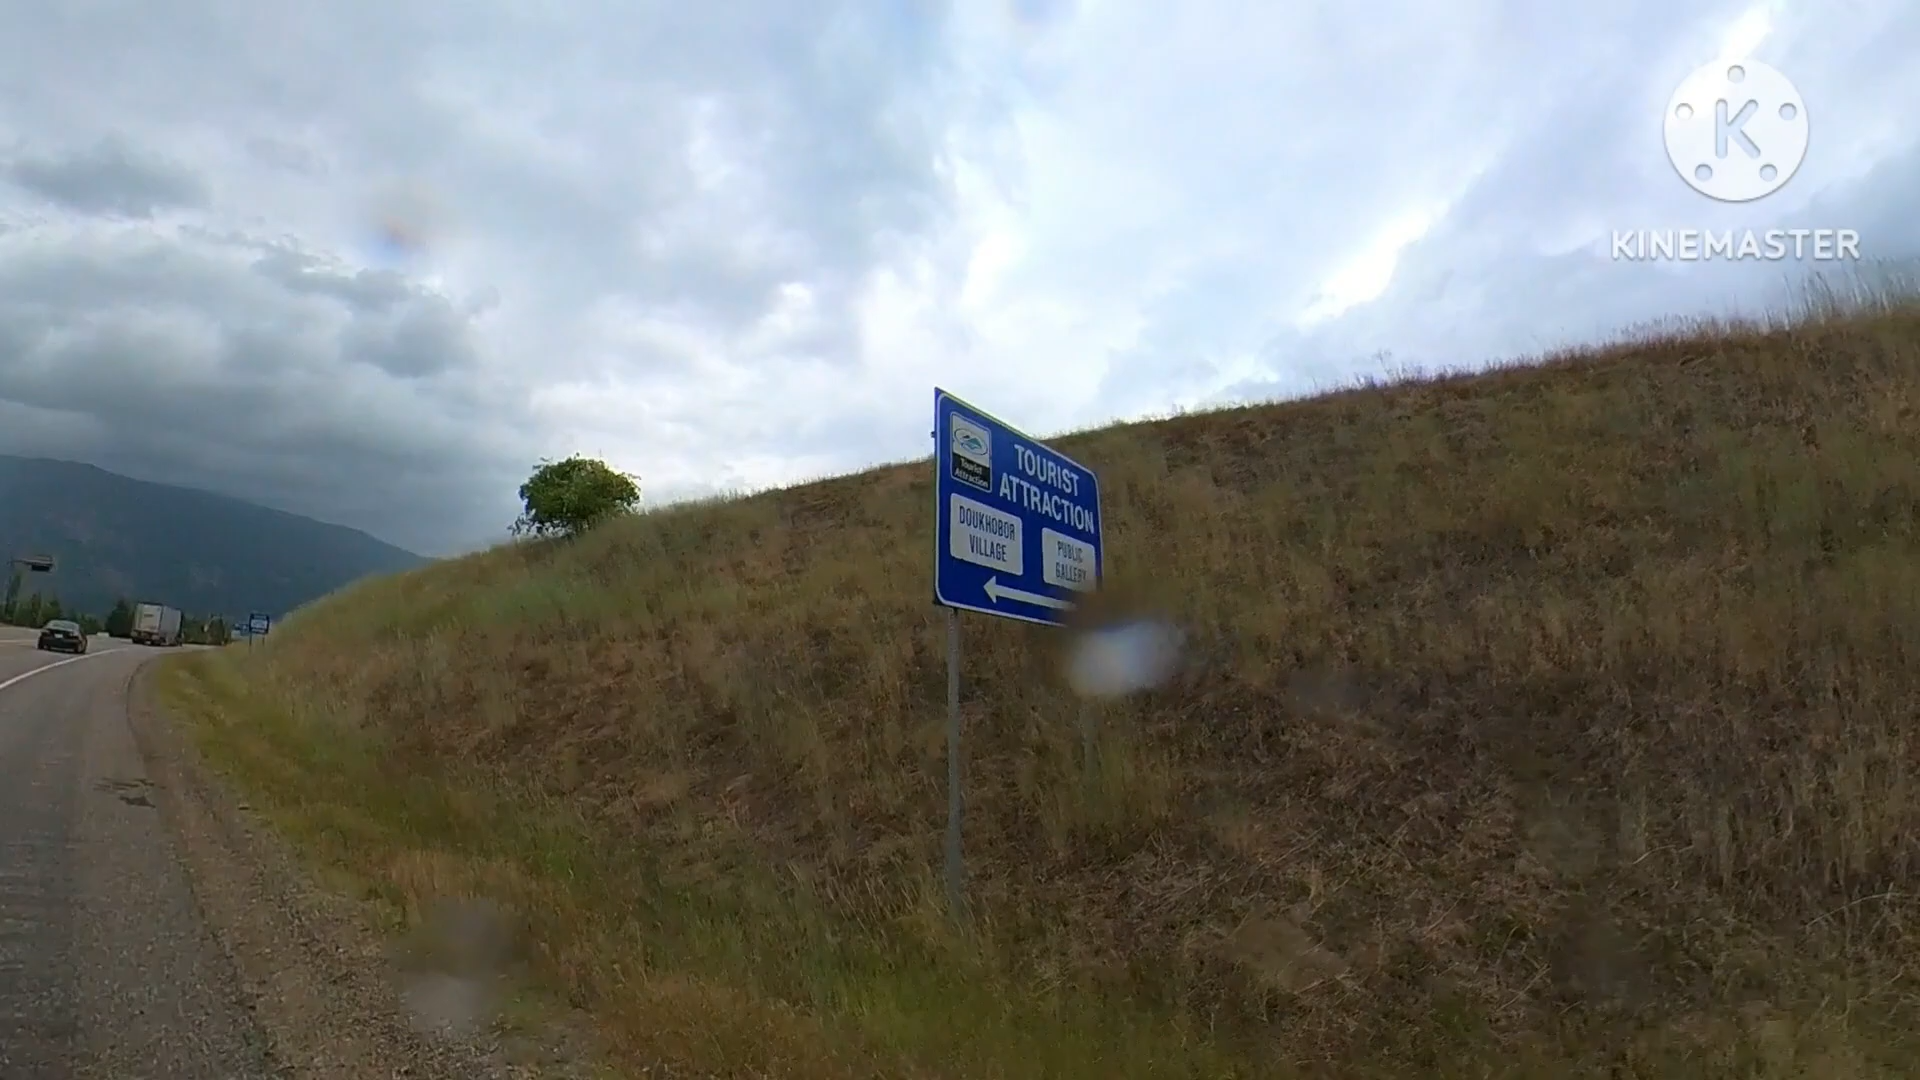 K
KINEMASTER
Tourist
Attraction
TOURIST
ATTRACTION
DOUKHOBOR
VILLAGE
PUBLIC
GALLERY